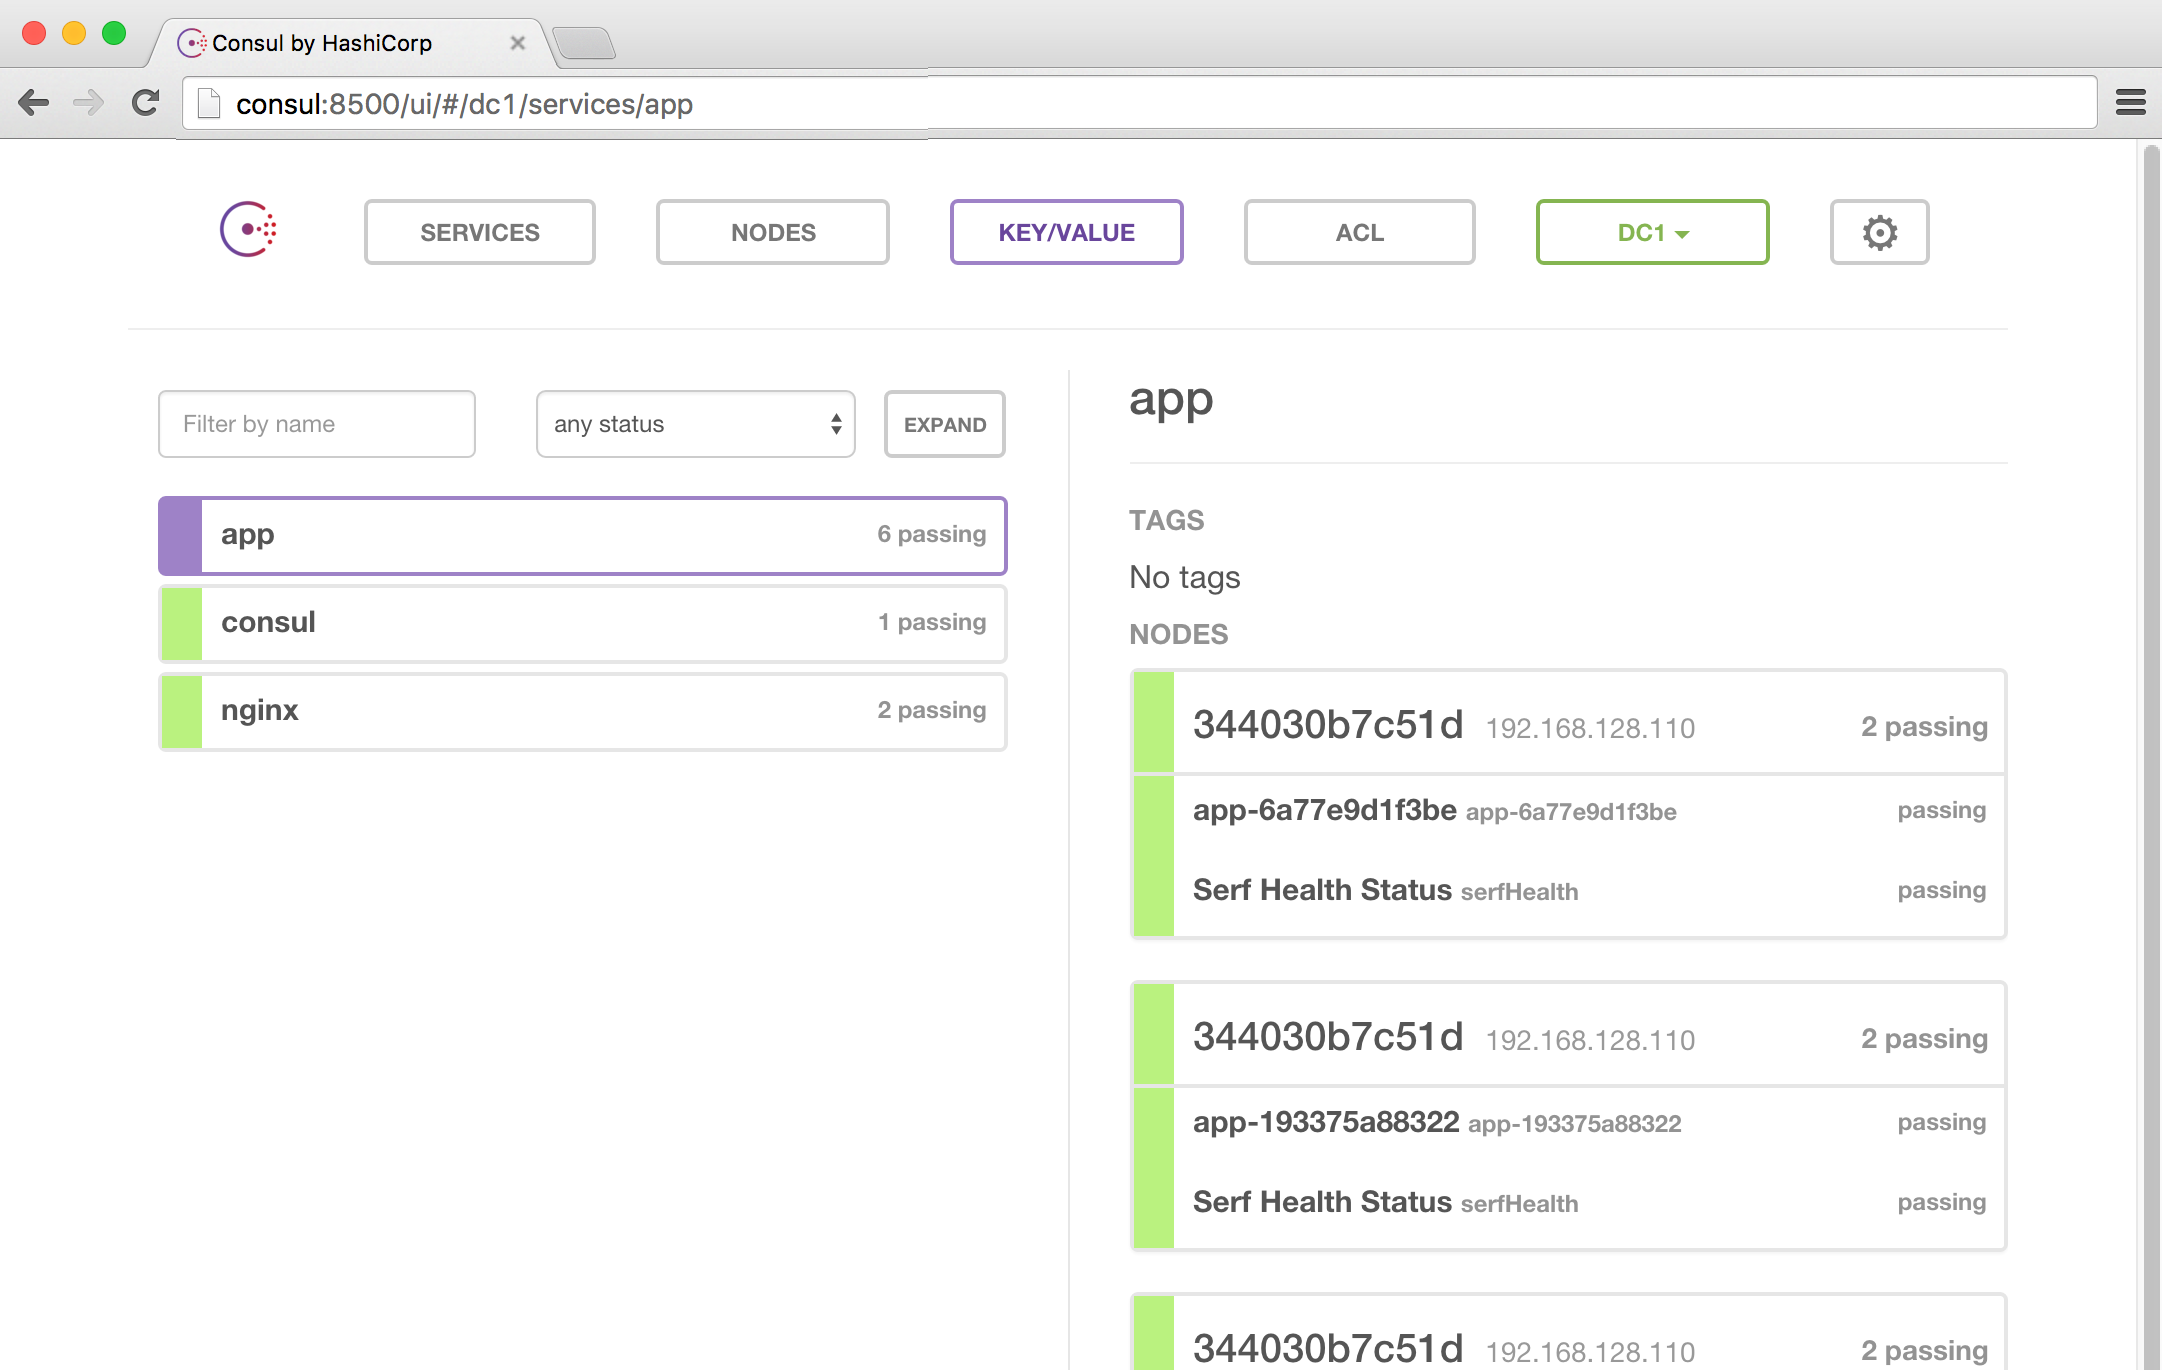 Consul by HashiCorp
consul:8500/ui/#/dc1/services/app
SERVICES NODES KEY/VALUE ACL DC1
Filter by name any status EXPAND
app 6 passing
consul 1 passing
nginx 2 passing
app
TAGS
No tags
NODES
344030b7c51d 192.168.128.110 2 passing
app-6a77e9d1f3be app-6a77e9d1f3be passing
Serf Health Status serfHealth passing
344030b7c51d 192.168.128.110 2 passing
app-193375a88322 app-193375a88322 passing
Serf Health Status serfHealth passing
344030b7c51d 192.168.128.110 2 passing